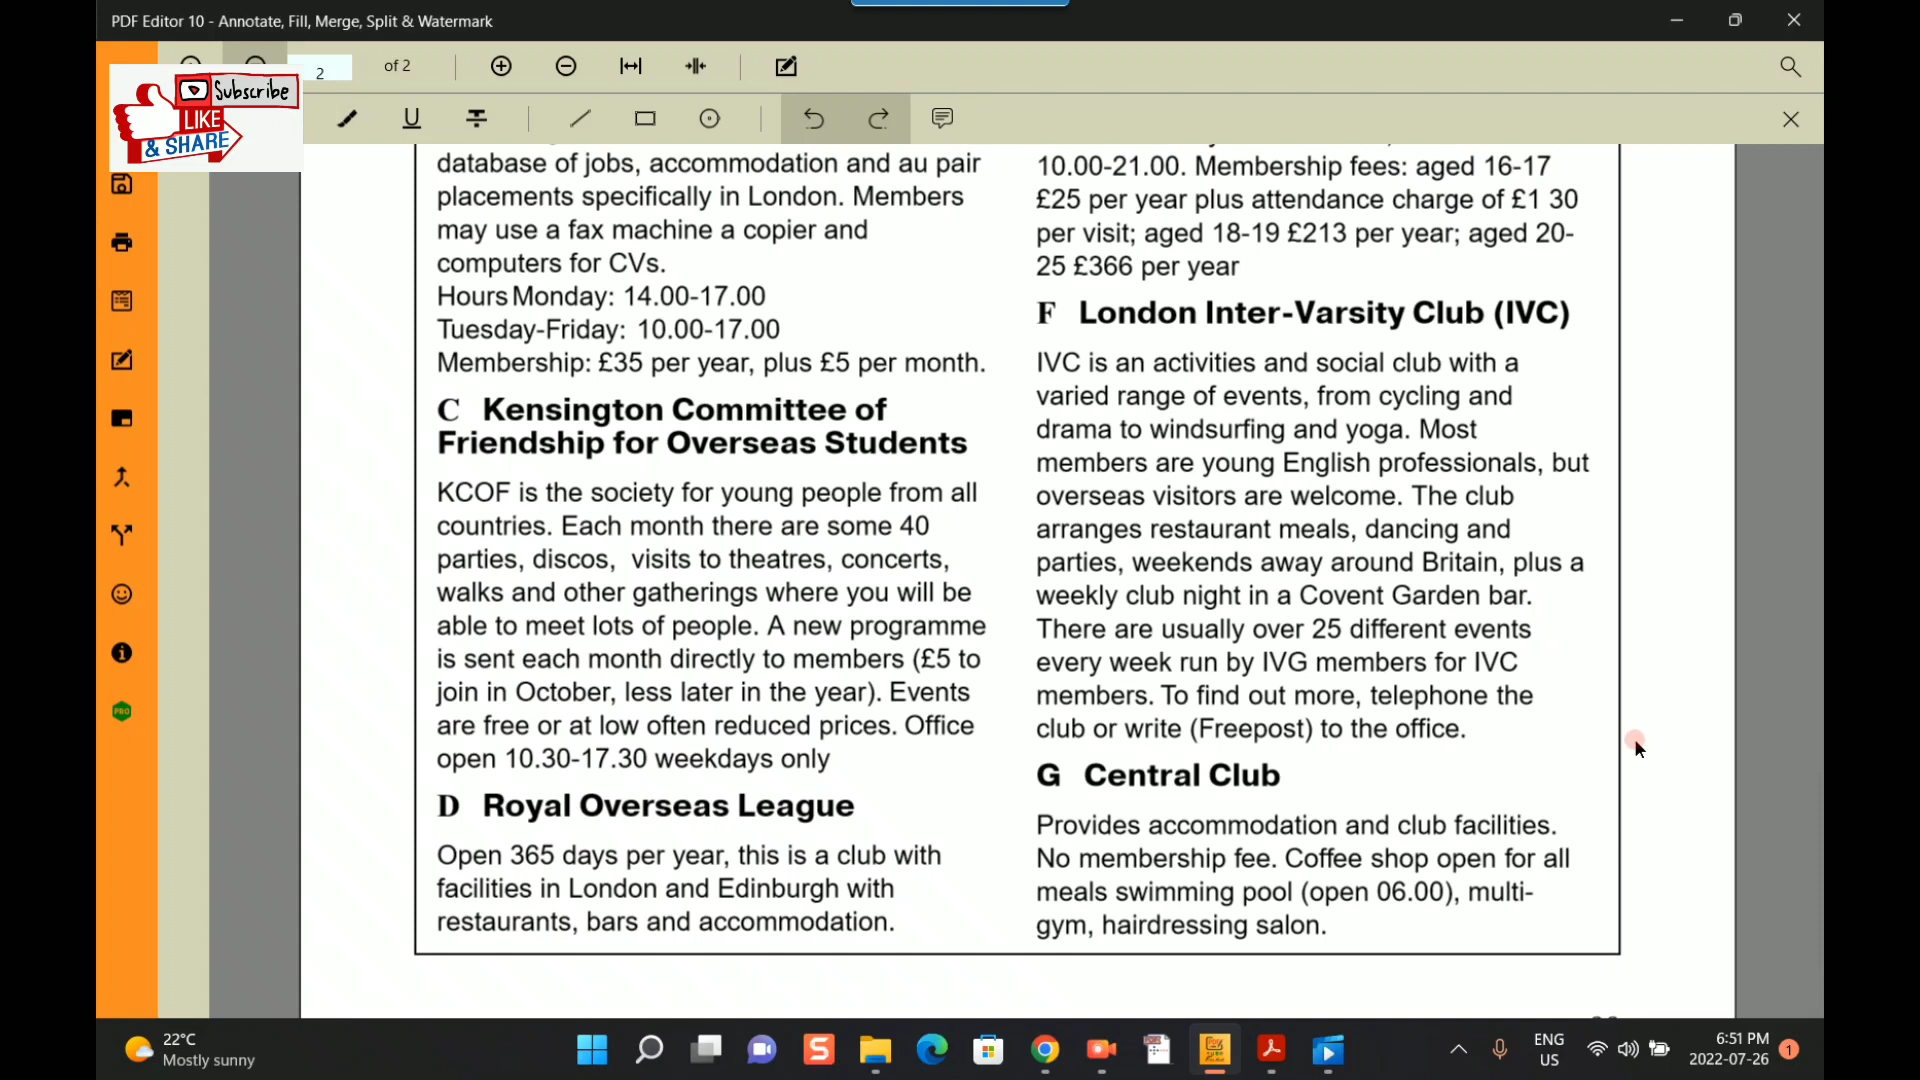 PDF Editor 10 - Annotate, Fill, Merge, Split & Watermark
2
of 2
Subscribe
LIKE
& SHARE
database of jobs, accommodation and au pair
placements specifically in London. Members
may use a fax machine a copier and
computers for CVs.
Hours Monday: 14.00-17.00
Tuesday-Friday: 10.00-17.00
Membership: £35 per year, plus £5 per month.
C Kensington Committee of
Friendship for Overseas Students
KCOF is the society for young people from all
countries. Each month there are some 40
parties, discos, visits to theatres, concerts,
walks and other gatherings where you will be
able to meet lots of people. A new programme
is sent each month directly to members (£5 to
join in October, less later in the year). Events
are free or at low often reduced prices. Office
open 10.30-17.30 weekdays only
D Royal Overseas League
Open 365 days per year, this is a club with
facilities in London and Edinburgh with
restaurants, bars and accommodation.
10.00-21.00. Membership fees: aged 16-17
£25 per year plus attendance charge of £1 30
per visit; aged 18-19 £213 per year; aged 20-
25 £366 per year
F London Inter-Varsity Club (IVC)
IVC is an activities and social club with a
varied range of events, from cycling and
drama to windsurfing and yoga. Most
members are young English professionals, but
overseas visitors are welcome. The club
arranges restaurant meals, dancing and
parties, weekends away around Britain, plus a
weekly club night in a Covent Garden bar.
There are usually over 25 different events
every week run by IVG members for IVC
members. To find out more, telephone the
club or write (Freepost) to the office.
G Central Club
Provides accommodation and club facilities.
No membership fee. Coffee shop open for all
meals swimming pool (open 06.00), multi-
gym, hairdressing salon.
PRO
22°C
Mostly sunny
ENG
US
6:51 PM
2022-07-26
1